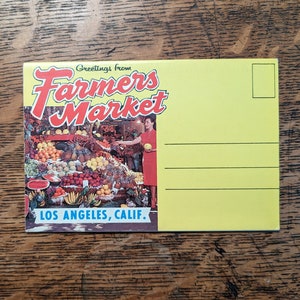 Greetings from
Farmers
Market
LOS ANGELES, CALIF.